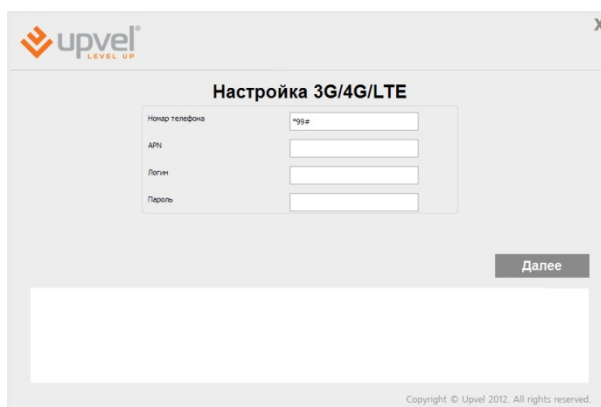 X
upvel
LEVEL UP
Настройка 3G/4G/LTE
Номар телефона
*99#
APN
Логин
Пароль
Далее
Copyright © Upvel 2012. All rights reserved.